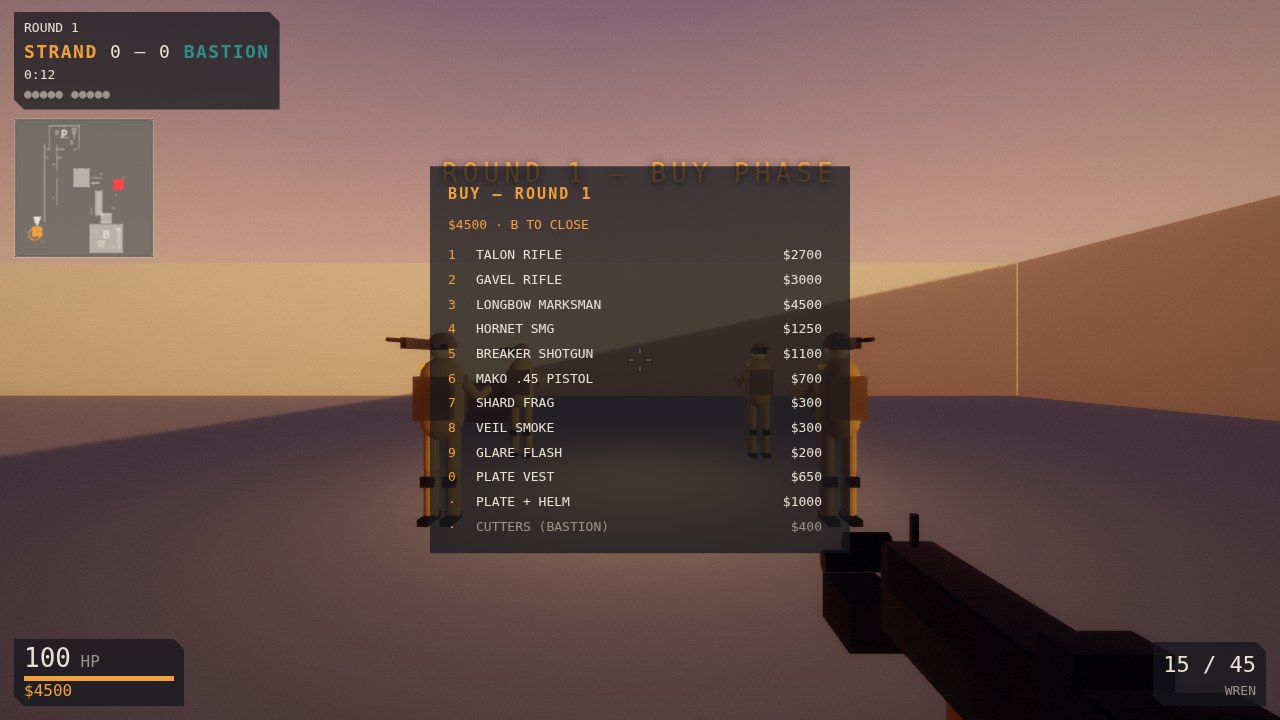 ROUND 1
STRAND 0 — 0 BASTION
0:12
P
B
ROUND 1 — BUY PHASE
BUY — ROUND 1
$4500 · B TO CLOSE
1 TALON RIFLE $2700
2 GAVEL RIFLE $3000
3 LONGBOW MARKSMAN $4500
4 HORNET SMG $1250
5 BREAKER SHOTGUN $1100
6 MAKO .45 PISTOL $700
7 SHARD FRAG $300
8 VEIL SMOKE $300
9 GLARE FLASH $200
0 PLATE VEST $650
· PLATE + HELM $1000
· CUTTERS (BASTION) $400
100 HP
$4500
15 / 45
WREN